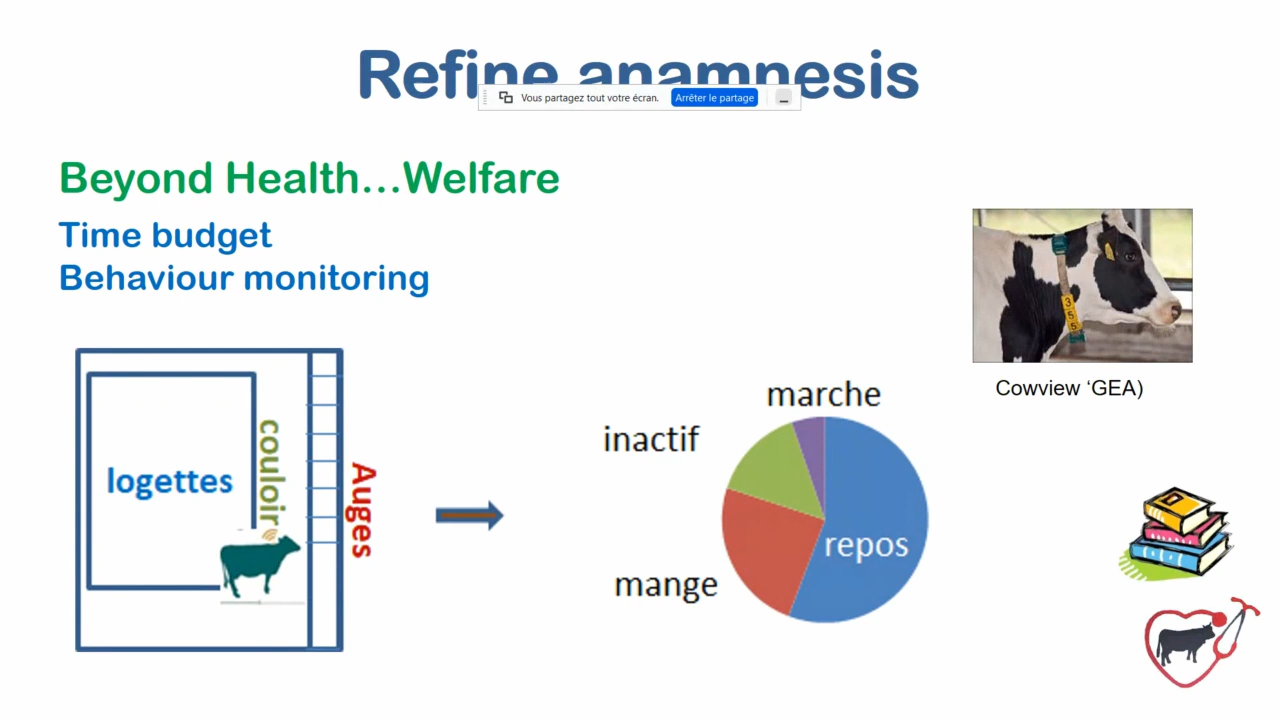 Refine anamnesis
Vous partagez tout votre écran. Arrêter le partage
Beyond Health...Welfare
Time budget
Behaviour monitoring
355
Cowview ‘GEA)
logettes
couloir
Auges
marche
inactif
repos
mange